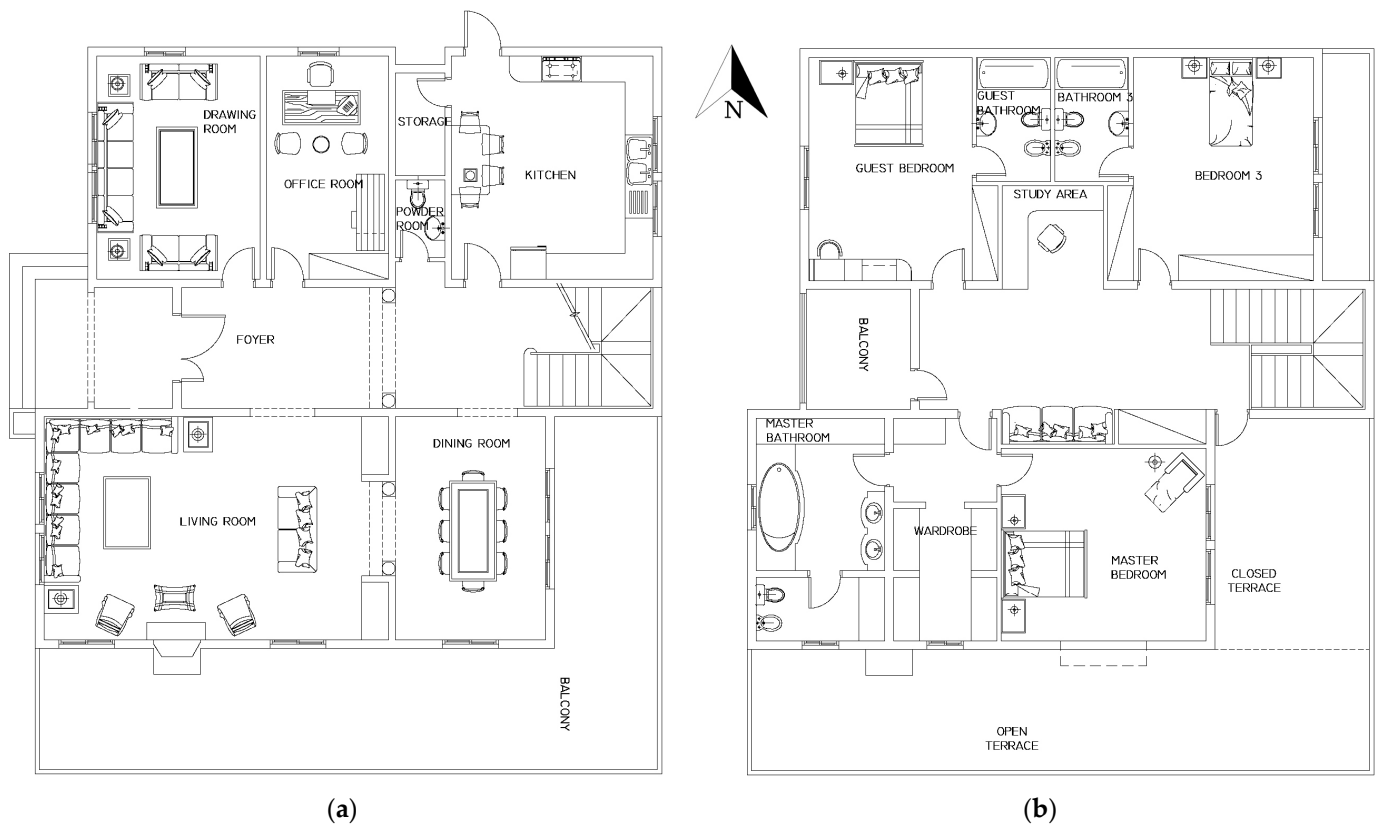 DRAWING
ROOM
OFFICE ROOM
STORAGE
POWDER
ROOM
KITCHEN
FOYER
LIVING ROOM
DINING ROOM
BALCONY
(a)
N
GUEST BEDROOM
GUEST
BATHROOM
BATHROOM 3
STUDY AREA
BEDROOM 3
BALCONY
MASTER
BATHROOM
WARDROBE
MASTER
BEDROOM
CLOSED
TERRACE
OPEN
TERRACE
(b)